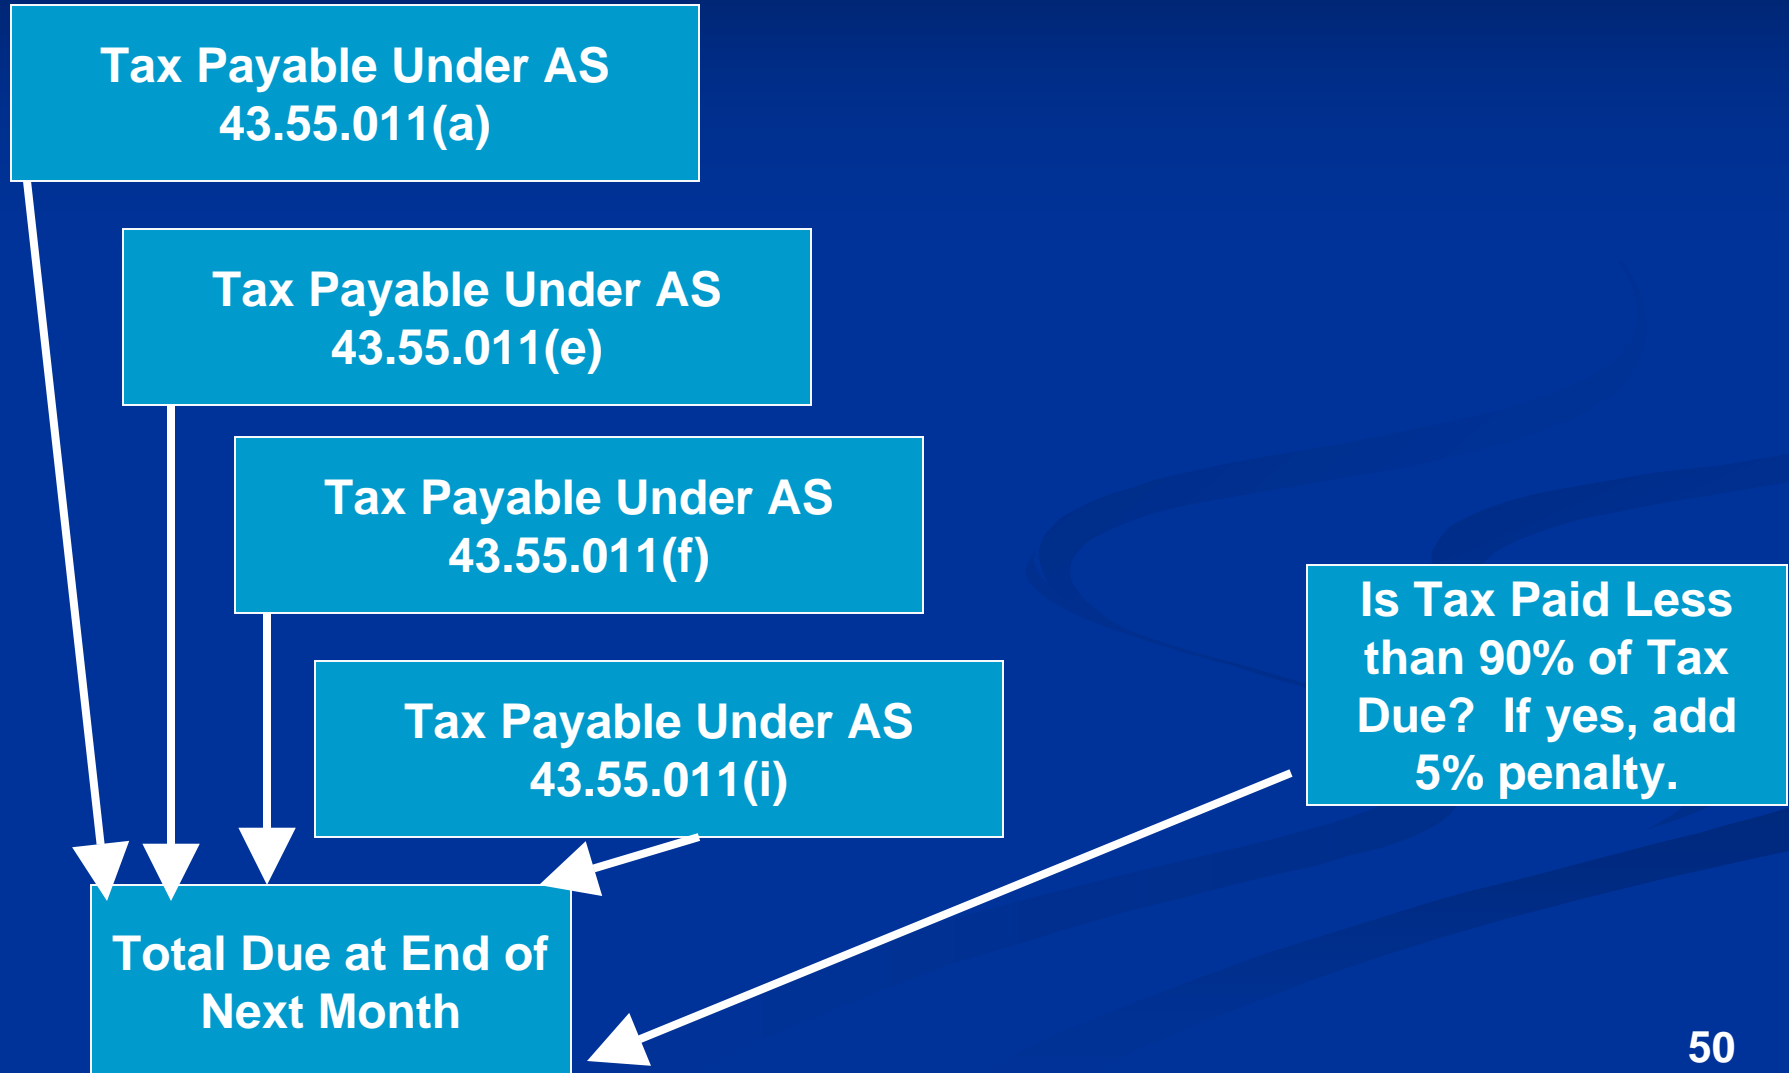 Tax Payable Under AS
43.55.011(a)
Tax Payable Under AS
43.55.011(e)
Tax Payable Under AS
43.55.011(f)
Tax Payable Under AS
43.55.011(i)
Is Tax Paid Less
than 90% of Tax
Due?  If yes, add
5% penalty.
Total Due at End of
Next Month
50